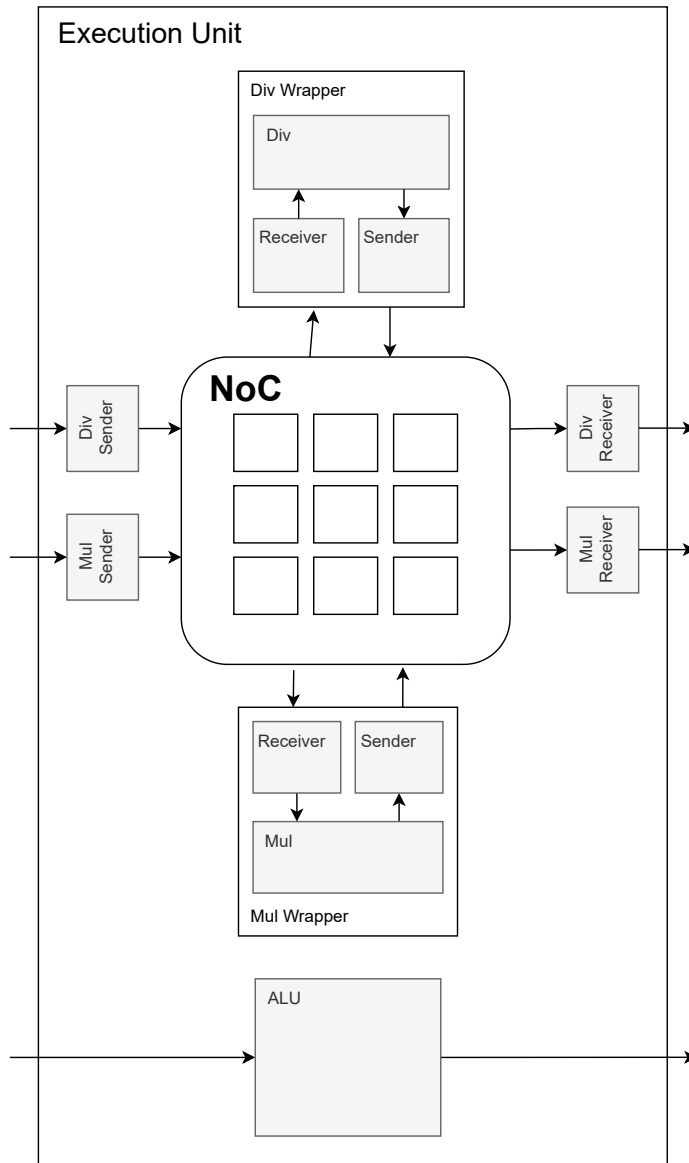 Execution Unit
Div Wrapper
Div
Receiver
Sender
NoC
Div
Sender
Div
Receiver
Mul
Sender
Mul
Receiver
Receiver
Sender
Mul
Mul Wrapper
ALU